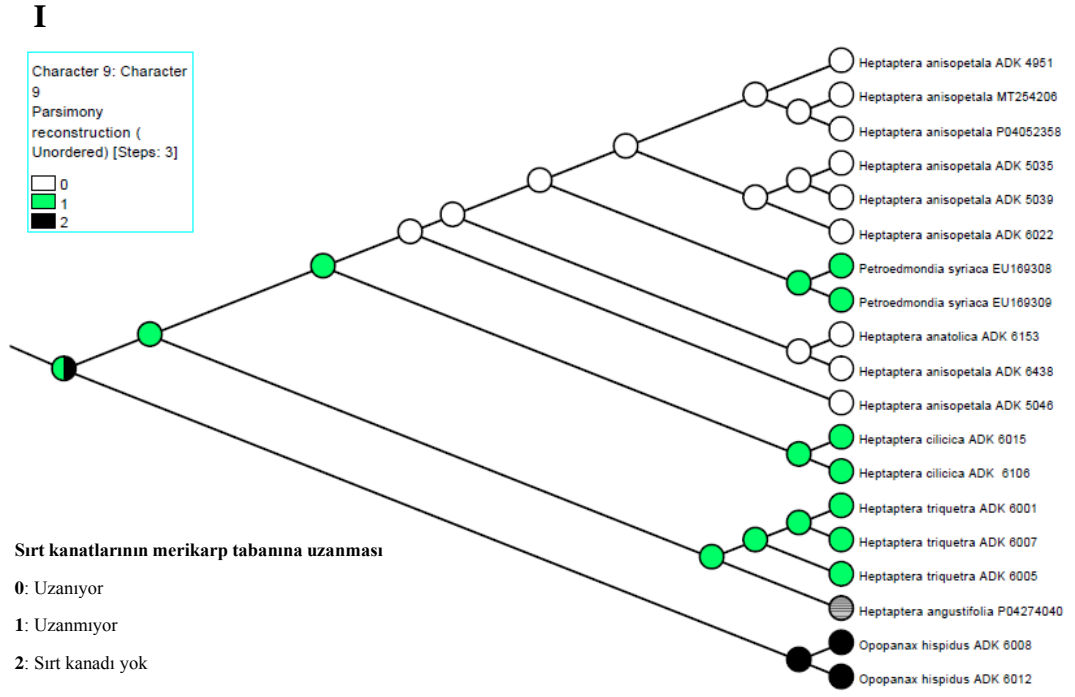 I
Character 9: Character
9
Parsimony
reconstruction (
Unordered) [Steps: 3]
0
1
2
Heptaptera anisopetala ADK 4951
Heptaptera anisopetala MT254206
Heptaptera anisopetala P04052358
Heptaptera anisopetala ADK 5035
Heptaptera anisopetala ADK 5039
Heptaptera anisopetala ADK 6022
Petroedmondia syriaca EU169308
Petroedmondia syriaca EU169309
Heptaptera anatolica ADK 6153
Heptaptera anisopetala ADK 6438
Heptaptera anisopetala ADK 5046
Heptaptera cilicica ADK 6015
Heptaptera cilicica ADK 6106
Heptaptera triquetra ADK 6001
Heptaptera triquetra ADK 6007
Heptaptera triquetra ADK 6005
Heptaptera angustifolia P04274040
Opopanax hispidus ADK 6008
Opopanax hispidus ADK 6012
Sırt kanatlarının merikarp tabanına uzanması
0: Uzanıyor
1: Uzanmıyor
2: Sırt kanadı yok